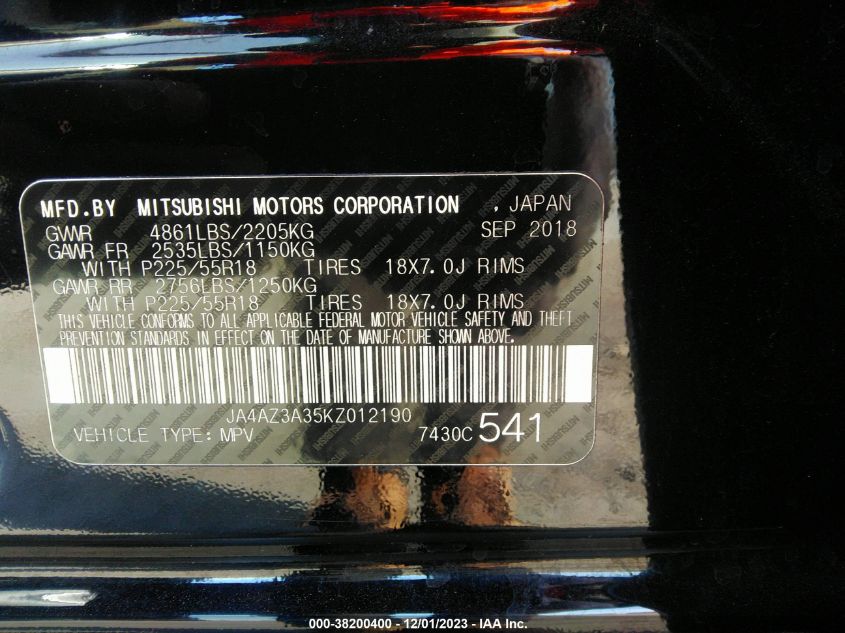 MFD.BY MITSUBISHI MOTORS CORPORATION , JAPAN
GVWR 4861LBS/2205KG SEP 2018
GAWR FR 2535LBS/1150KG
WITH P225/55R18 TIRES 18X7.0J RIMS
GAWR RR 2756LBS/1250KG
WITH P225/55R18 TIRES 18X7.0J RIMS
THIS VEHICLE CONFORMS TO ALL APPLICABLE FEDERAL MOTOR VEHICLE SAFETY AND THEFT
PREVENTION STANDARDS IN EFFECT ON THE DATE OF MANUFACTURE SHOWN ABOVE.
JA4AZ3A35KZ012190
VEHICLE TYPE: MPV 7430C 541
000-38200400 - 12/01/2023 - IAA Inc.